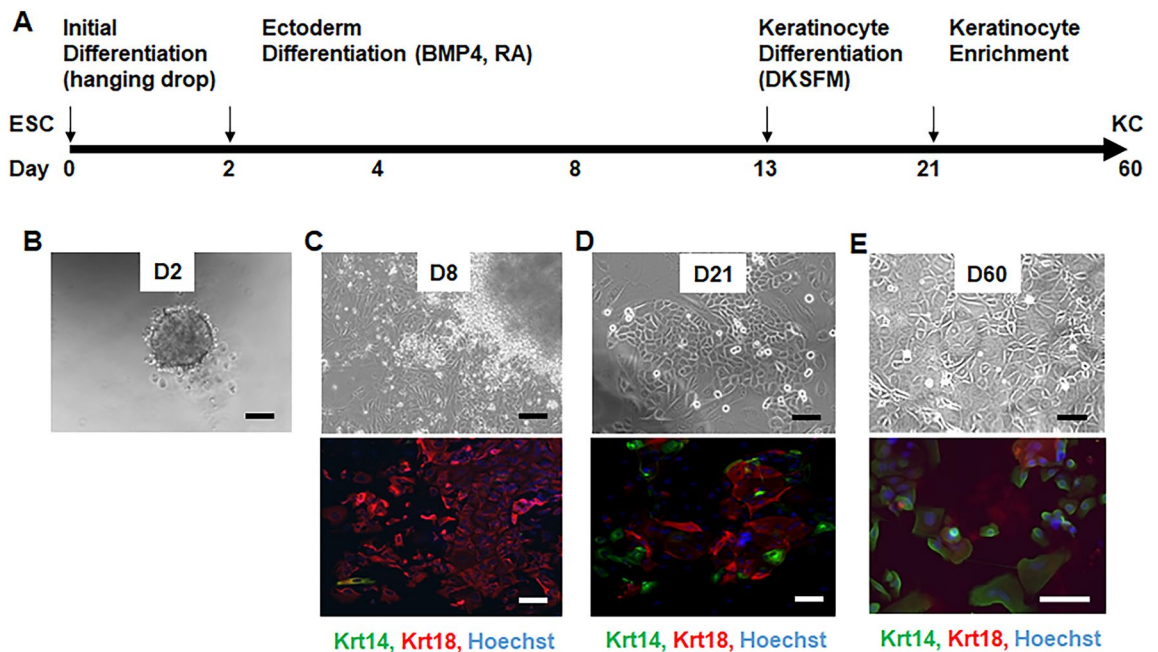 A
Initial
Differentiation
(hanging drop)
Ectoderm
Differentiation (BMP4, RA)
Keratinocyte
Differentiation
(DKSFM)
Keratinocyte
Enrichment
ESC
KC
Day 0 2 4 8 13 21 60
B
C
D
E
D2
D8
D21
D60
Krt14, Krt18, Hoechst
Krt14, Krt18, Hoechst
Krt14, Krt18, Hoechst